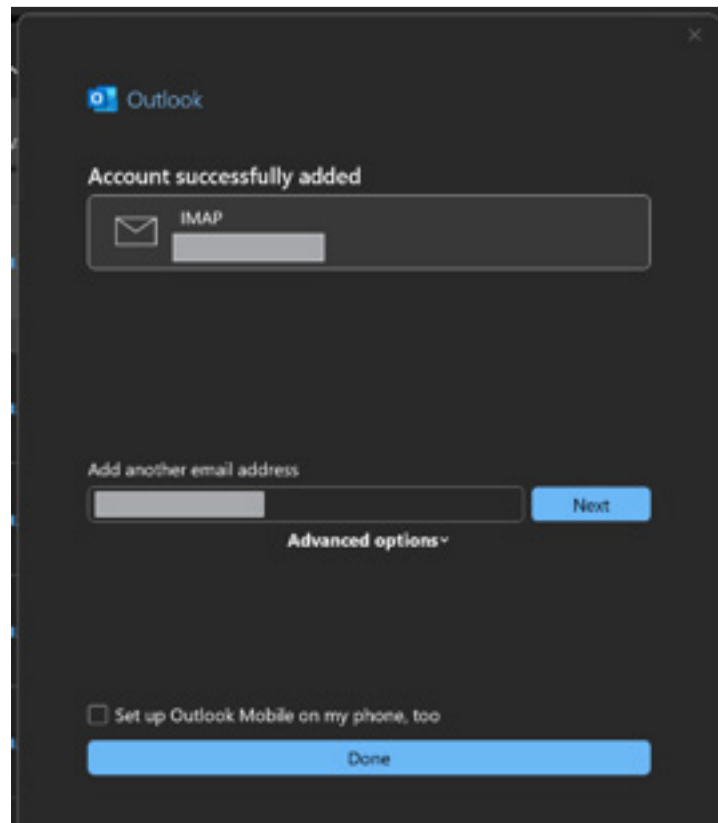 Outlook
Account successfully added
IMAP
Add another email address
Next
Advanced options
Set up Outlook Mobile on my phone, too
Done